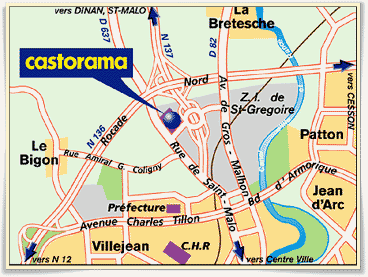 vers DINAN, ST-MALO
D 637
N 137
D 82
La
Bretesche
castorama
Nord
vers CESSON
Z. I. de
St-Gregoire
Av. de Gros-Malhon
N 136
Rocade
Patton
Le
Bigon
Rue Amiral G. Coligny
Rue de Saint-Malo
Bd d'Armorique
Jeanne
d'Arc
Préfecture
Avenue Charles Tillon
Villejean
C.H.R
vers N 12
vers Centre Ville